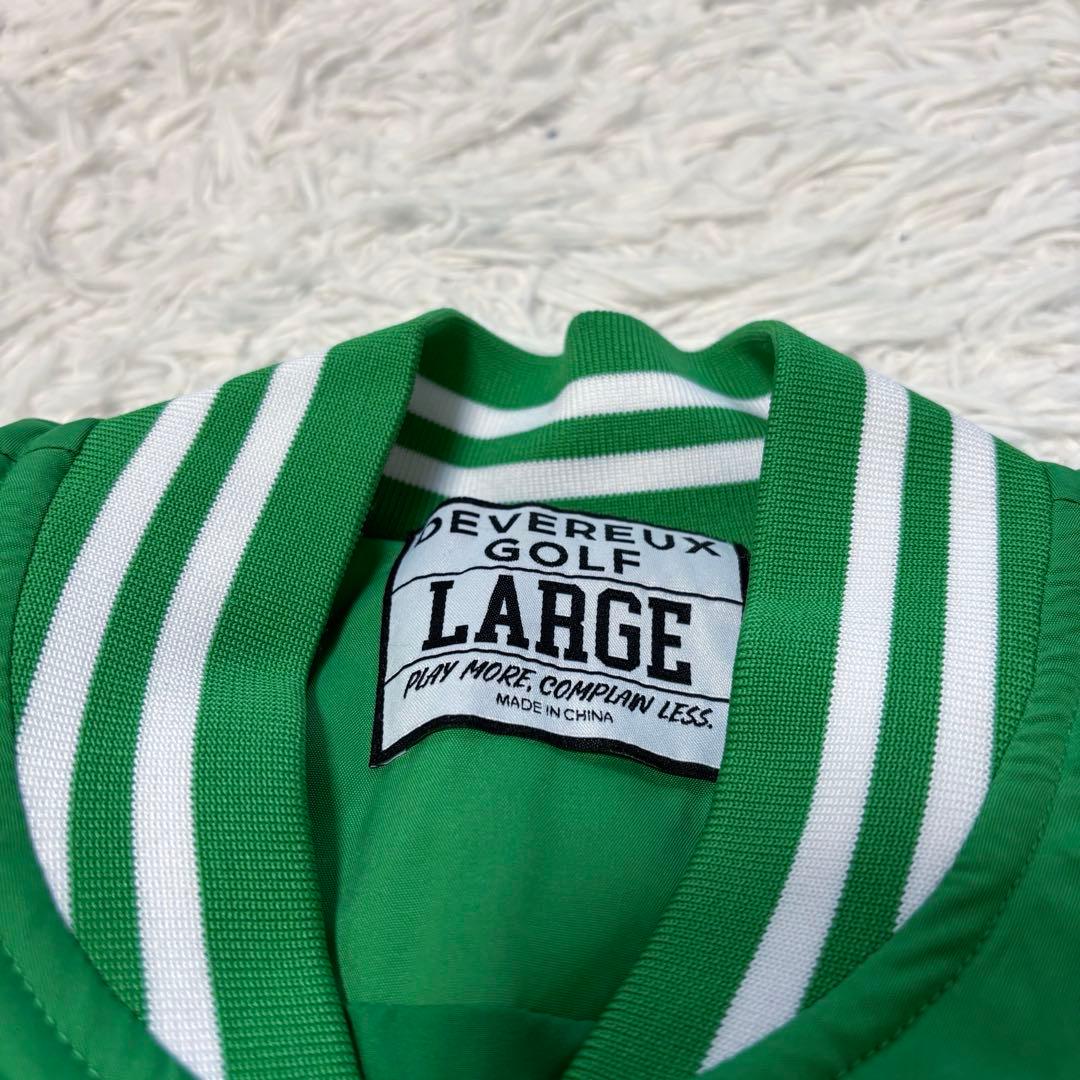 DEVEREUX
GOLF
LARGE
PLAY MORE, COMPLAIN LESS.
MADE IN CHINA